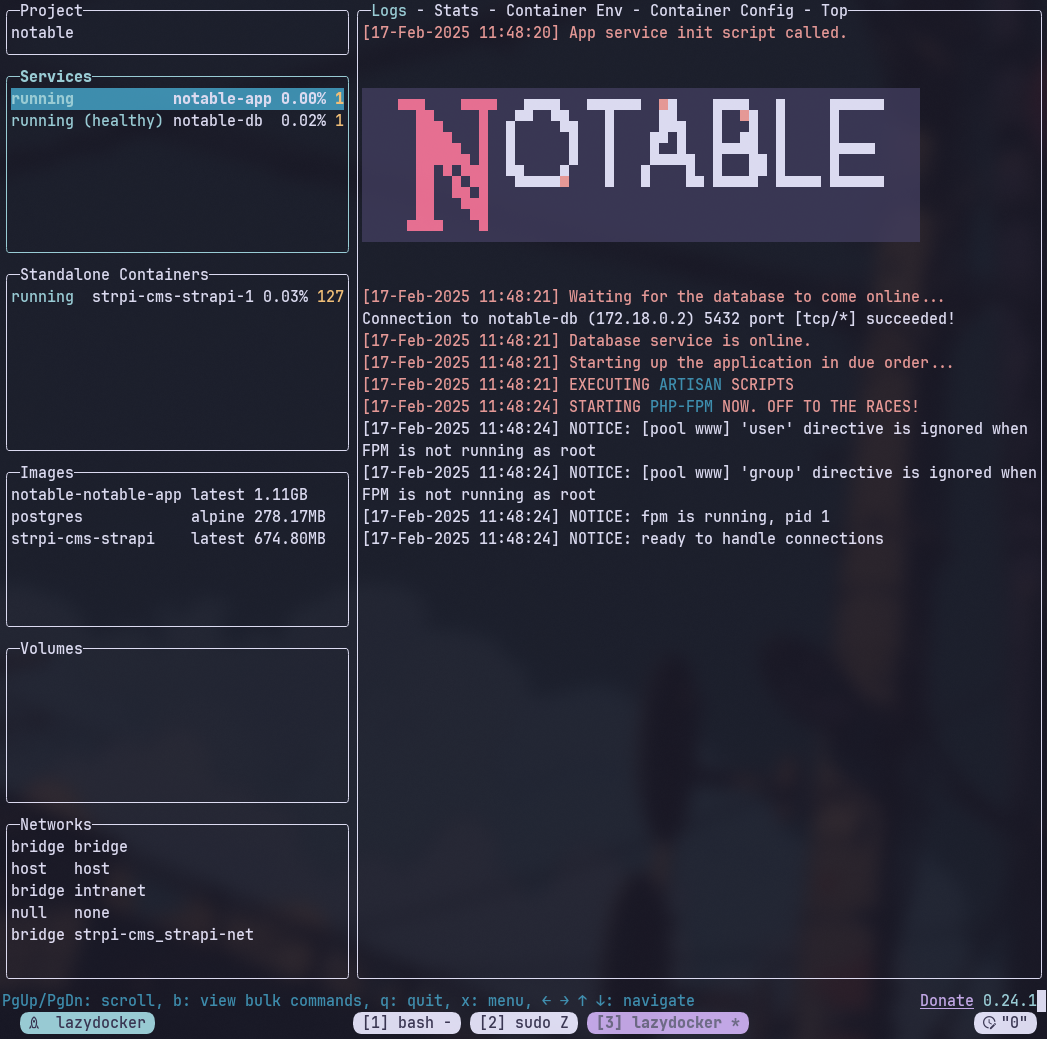 Project
notable
Services
running notable-app 0.00% 1
running (healthy) notable-db 0.02% 1
Standalone Containers
running strpi-cms-strapi-1 0.03% 127
Images
notable-notable-app latest 1.11GB
postgres alpine 278.17MB
strpi-cms-strapi latest 674.80MB
Volumes
Networks
bridge bridge
host host
bridge intranet
null none
bridge strpi-cms_strapi-net
Logs - Stats - Container Env - Container Config - Top
[17-Feb-2025 11:48:20] App service init script called.
NOTABLE
[17-Feb-2025 11:48:21] Waiting for the database to come online...
Connection to notable-db (172.18.0.2) 5432 port [tcp/*] succeeded!
[17-Feb-2025 11:48:21] Database service is online.
[17-Feb-2025 11:48:21] Starting up the application in due order...
[17-Feb-2025 11:48:21] EXECUTING ARTISAN SCRIPTS
[17-Feb-2025 11:48:24] STARTING PHP-FPM NOW. OFF TO THE RACES!
[17-Feb-2025 11:48:24] NOTICE: [pool www] 'user' directive is ignored when
FPM is not running as root
[17-Feb-2025 11:48:24] NOTICE: [pool www] 'group' directive is ignored when
FPM is not running as root
[17-Feb-2025 11:48:24] NOTICE: fpm is running, pid 1
[17-Feb-2025 11:48:24] NOTICE: ready to handle connections
PgUp/PgDn: scroll, b: view bulk commands, q: quit, x: menu, ← → ↑ ↓: navigate
Donate 0.24.1
lazydocker
[1] bash -
[2] sudo Z
[3] lazydocker *
"0"